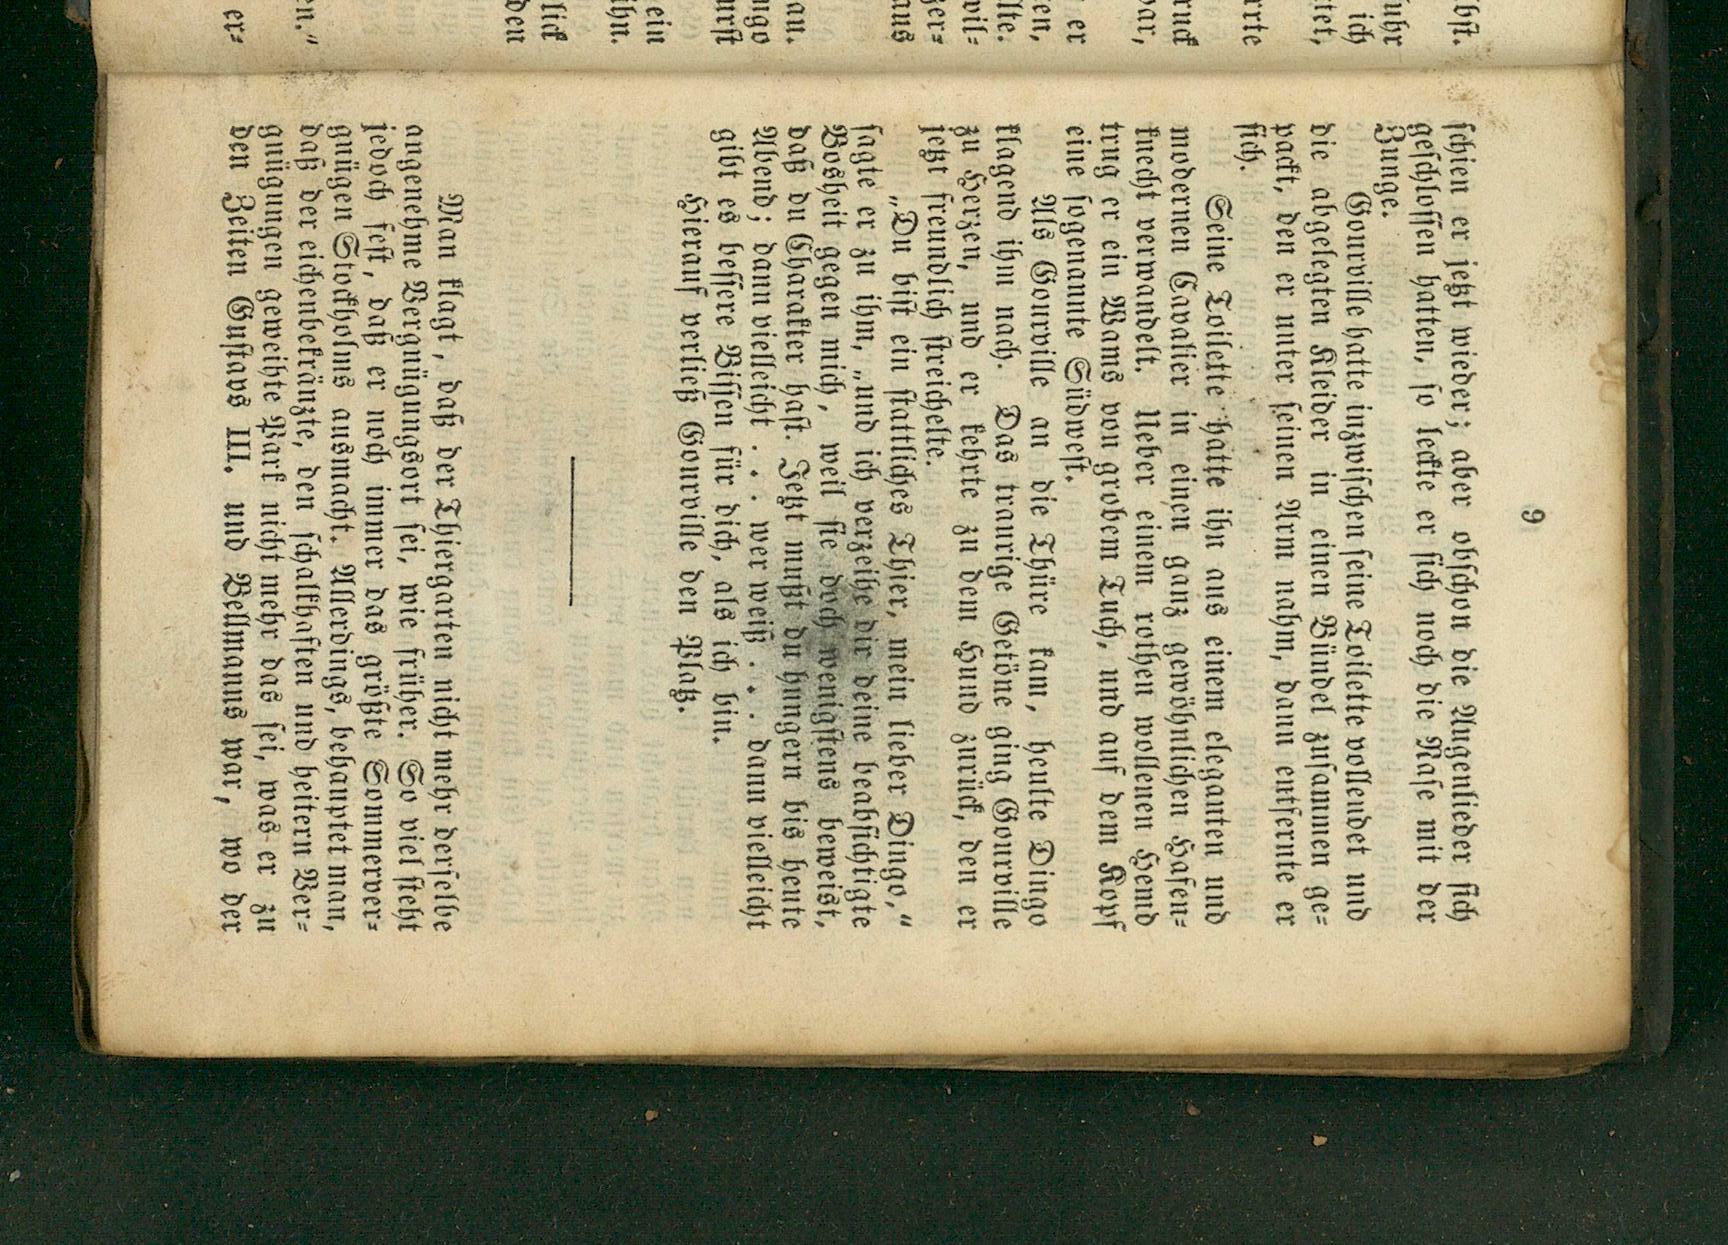 9
schien er jetzt wieder; aber obschon die Augenlieder sich
geschlossen hatten, so leckte er sich noch die Nase mit der
Zunge.
Gourville hatte inzwischen seine Toilette vollendet und
die abgelegten Kleider in einen Bündel zusammen ge-
packt, den er unter seinen Arm nahm, dann entfernte er
sich.
Seine Toilette hatte ihn aus einem eleganten und
modernen Cavalier in einen ganz gewöhnlichen Hafen-
knecht verwandelt. Ueber einem rothen wollenen Hemd
trug er ein Wams von grobem Tuch, und auf dem Kopf
eine sogenannte Südwest.
Als Gourville an die Thüre kam, heulte Dingo
klagend ihn nach. Das traurige Getöne ging Gourville
zu Herzen, und er kehrte zu dem Hund zurück, den er
jetzt freundlich streichelte.
„Du bist ein stattliches Thier, mein lieber Dingo,“
sagte er zu ihm, „und ich verzeihe dir deine beabsichtigte
Bosheit gegen mich, weil sie doch wenigstens beweist,
daß du Charakter hast. Jetzt mußt du hungern bis heute
Abend; dann vielleicht . . . wer weiß . . . dann vielleicht
gibt es bessere Bissen für dich, als ich bin.
Hierauf verließ Gourville den Platz.
Man klagt, daß der Thiergarten nicht mehr derselbe
angenehme Vergnügungsort sei, wie früher. So viel steht
jedoch fest, daß er noch immer das größte Sommerver-
gnügen Stockholms ausmacht. Allerdings, behauptet man,
daß der eichenbekränzte, den schalkhaften und heitern Ver-
gnügungen geweihte Park nicht mehr das sei, was er zu
den Zeiten Gustavs III. und Bellmanns war, wo der